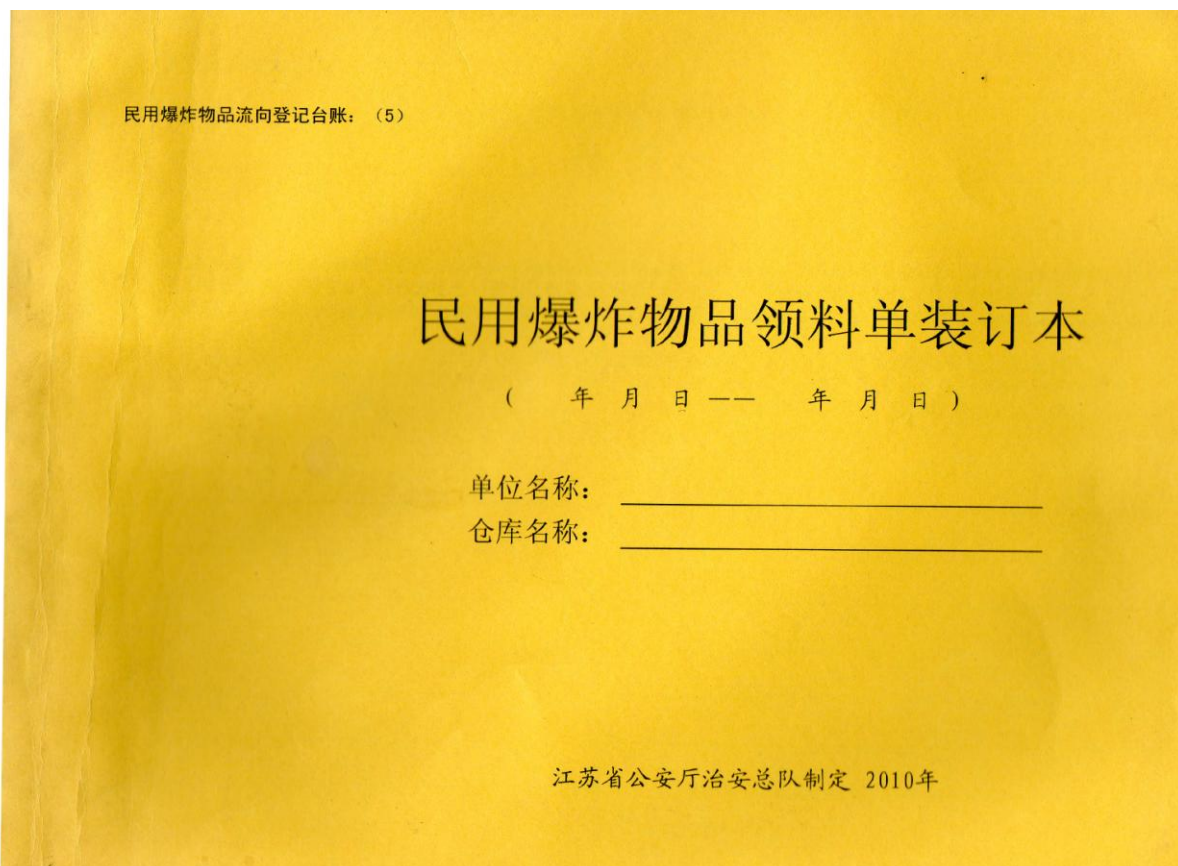 民用爆炸物品流向登记台账：（5）
民用爆炸物品领料单装订本
（ 年 月 日 —— 年 月 日 ）
单位名称：
仓库名称：
江苏省公安厅治安总队制定 2010年